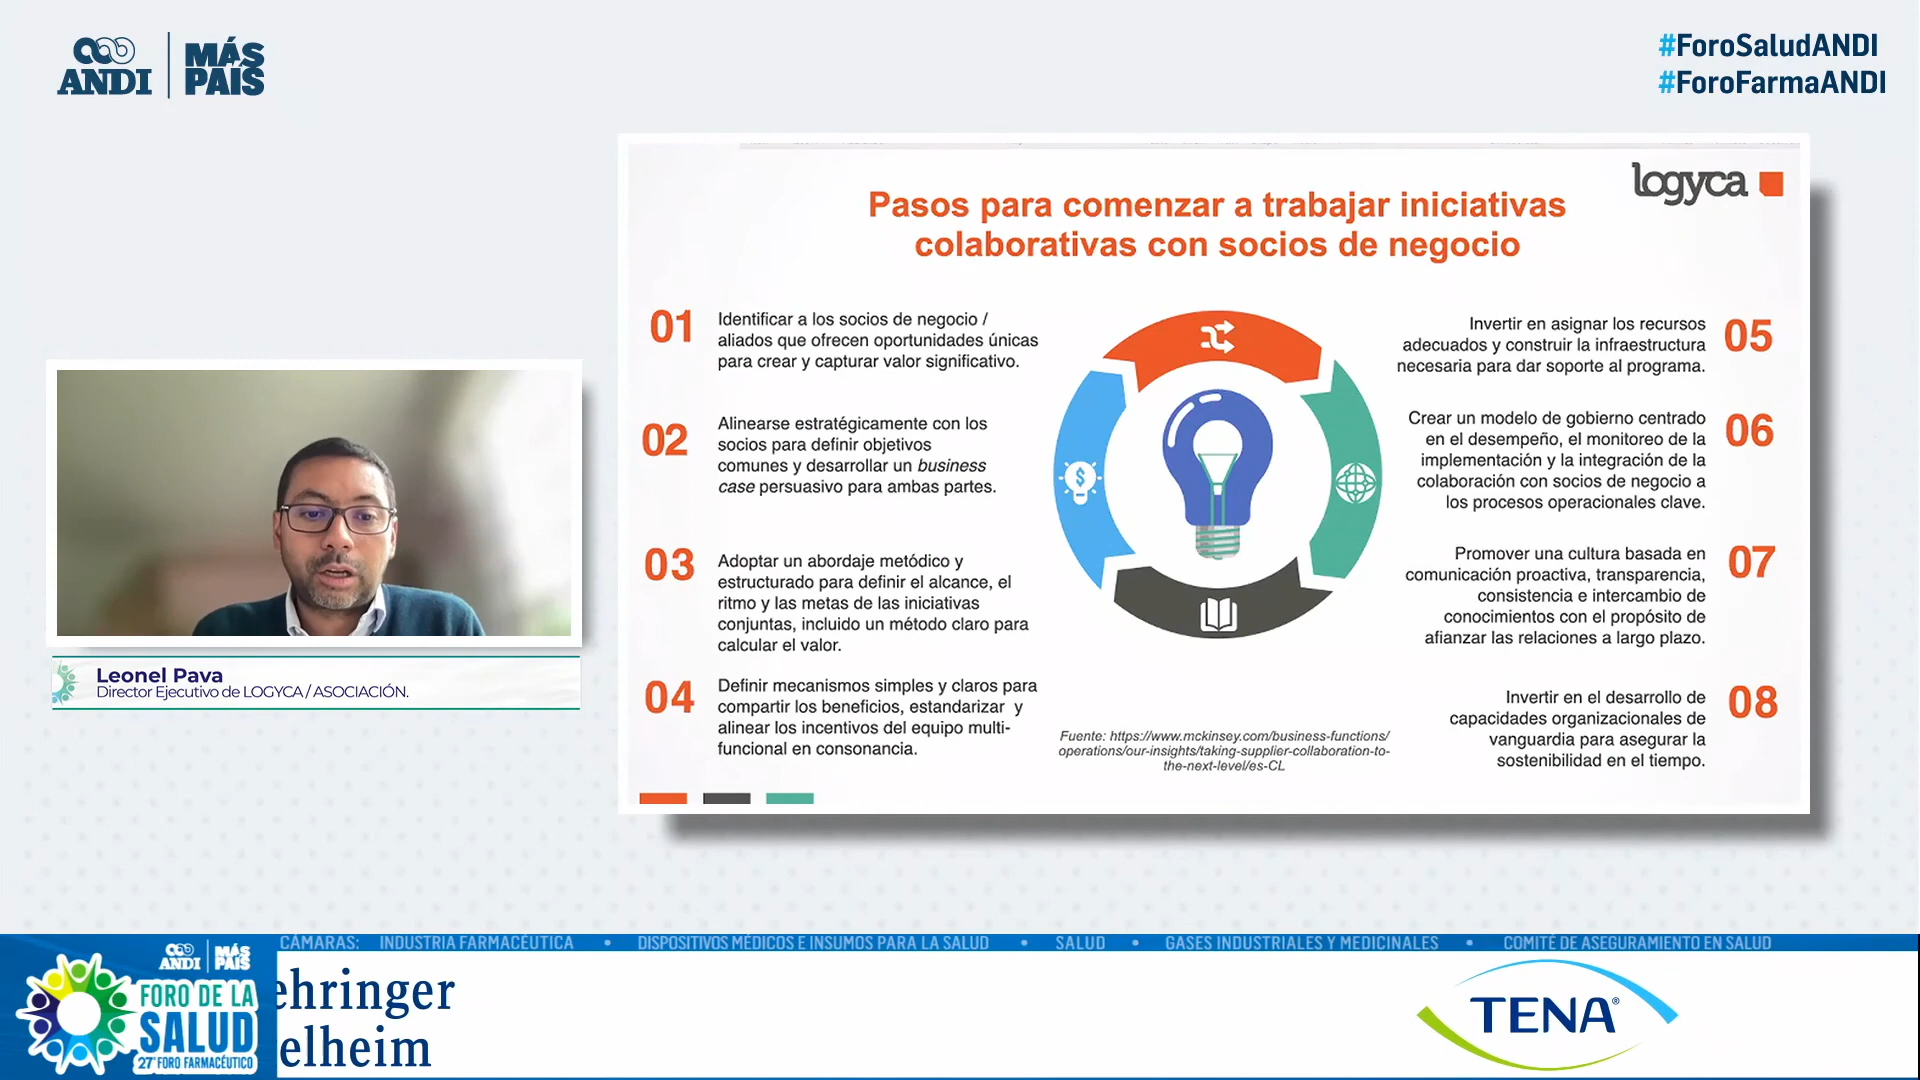 ANDI
MÁS
PAÍS
#ForoSaludANDI
#ForoFarmaANDI
logyca
Pasos para comenzar a trabajar iniciativas
colaborativas con socios de negocio
01
Identificar a los socios de negocio /
aliados que ofrecen oportunidades únicas
para crear y capturar valor significativo.
02
Alinearse estratégicamente con los
socios para definir objetivos
comunes y desarrollar un business
case persuasivo para ambas partes.
03
Adoptar un abordaje metódico y
estructurado para definir el alcance, el
ritmo y las metas de las iniciativas
conjuntas, incluido un método claro para
calcular el valor.
04
Definir mecanismos simples y claros para
compartir los beneficios, estandarizar y
alinear los incentivos del equipo multi-
funcional en consonancia.
$
Fuente: https://www.mckinsey.com/business-functions/
operations/our-insights/taking-supplier-collaboration-to-
the-next-level/es-CL
Invertir en asignar los recursos
adecuados y construir la infraestructura
necesaria para dar soporte al programa.
05
Crear un modelo de gobierno centrado
en el desempeño, el monitoreo de la
implementación y la integración de la
colaboración con socios de negocio a
los procesos operacionales clave.
06
Promover una cultura basada en
comunicación proactiva, transparencia,
consistencia e intercambio de
conocimientos con el propósito de
afianzar las relaciones a largo plazo.
07
Invertir en el desarrollo de
capacidades organizacionales de
vanguardia para asegurar la
sostenibilidad en el tiempo.
08
Leonel Pava
Director Ejecutivo de LOGYCA / ASOCIACIÓN.
CÁMARAS: INDUSTRIA FARMACÉUTICA • DISPOSITIVOS MÉDICOS E INSUMOS PARA LA SALUD • SALUD • GASES INDUSTRIALES Y MEDICINALES • COMITÉ DE ASEGURAMIENTO EN SALUD
ANDI
MÁS
PAÍS
FORO DE LA
SALUD
27° FORO FARMACÉUTICO
ehringer
elheim
TENA®